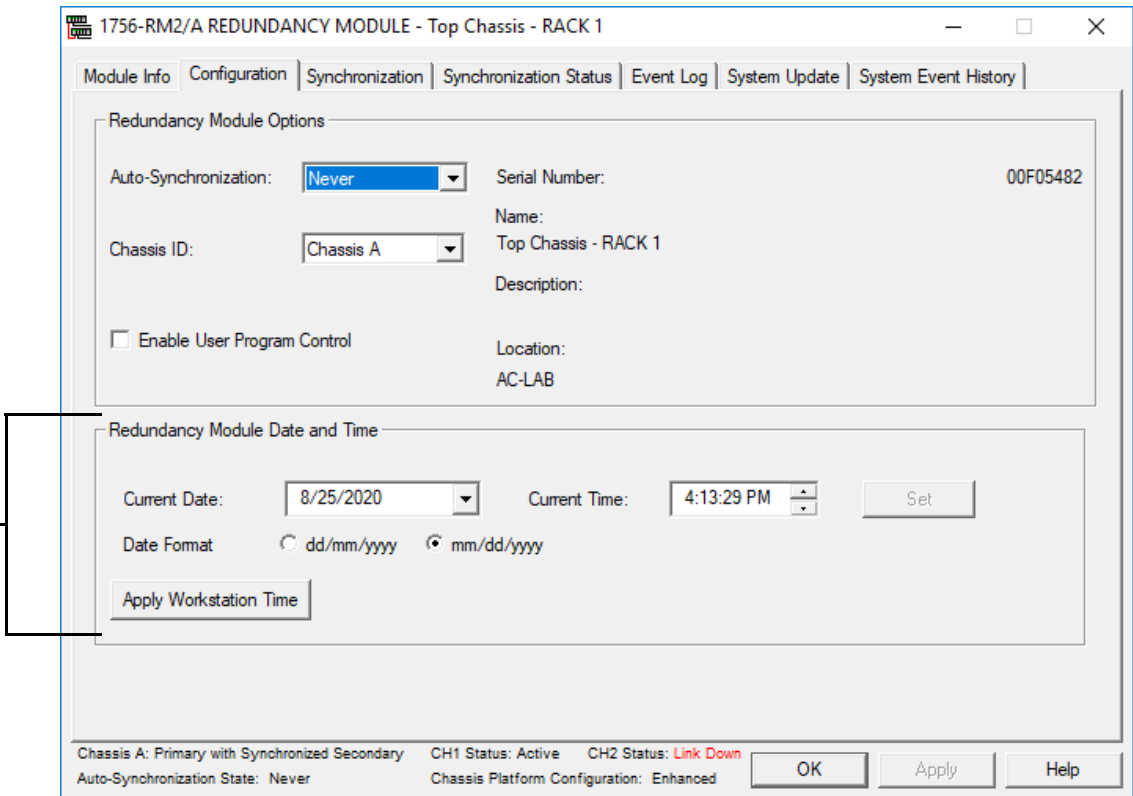 1756-RM2/A REDUNDANCY MODULE - Top Chassis - RACK 1
Module Info Configuration Synchronization Synchronization Status Event Log System Update System Event History
Redundancy Module Options
Auto-Synchronization: Never Serial Number: 00F05482
Name:
Chassis ID: Chassis A Top Chassis - RACK 1
Description:
Enable User Program Control
Location:
AC-LAB
Redundancy Module Date and Time
Current Date: 8/25/2020 Current Time: 4:13:29 PM Set
Date Format dd/mm/yyyy mm/dd/yyyy
Apply Workstation Time
Chassis A: Primary with Synchronized Secondary CH1 Status: Active CH2 Status: Link Down
Auto-Synchronization State: Never Chassis Platform Configuration: Enhanced
OK Apply Help